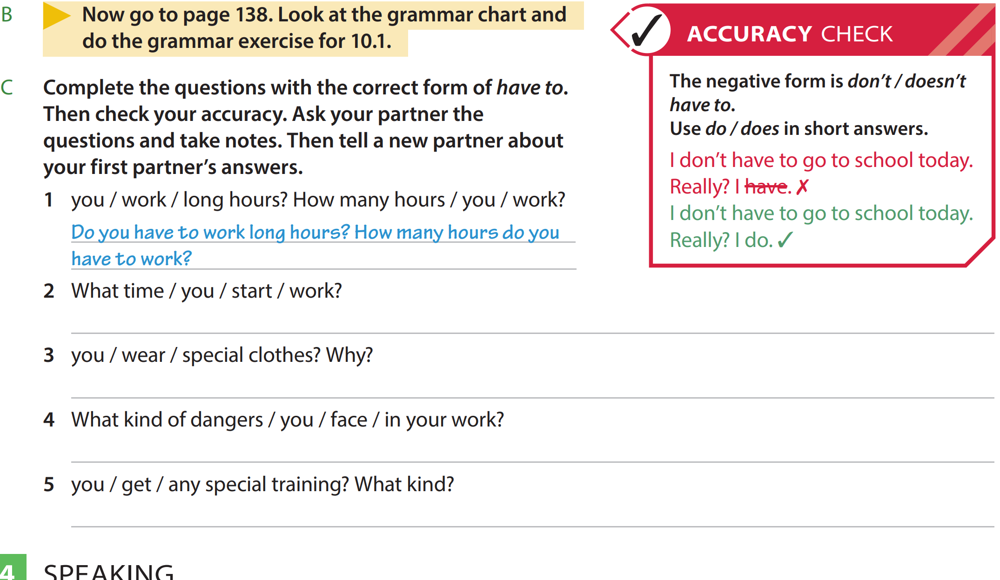 B
Now go to page 138. Look at the grammar chart and
do the grammar exercise for 10.1.
C
Complete the questions with the correct form of have to.
Then check your accuracy. Ask your partner the
questions and take notes. Then tell a new partner about
your first partner's answers.
1 you / work / long hours? How many hours / you / work?
Do you have to work long hours? How many hours do you
have to work?
2 What time / you / start / work?
3 you / wear / special clothes? Why?
4 What kind of dangers / you / face / in your work?
5 you / get / any special training? What kind?
✓ ACCURACY CHECK
The negative form is don't / doesn't
have to.
Use do / does in short answers.
I don't have to go to school today.
Really? I have. ✗
I don't have to go to school today.
Really? I do. ✓
4 SPEAKING